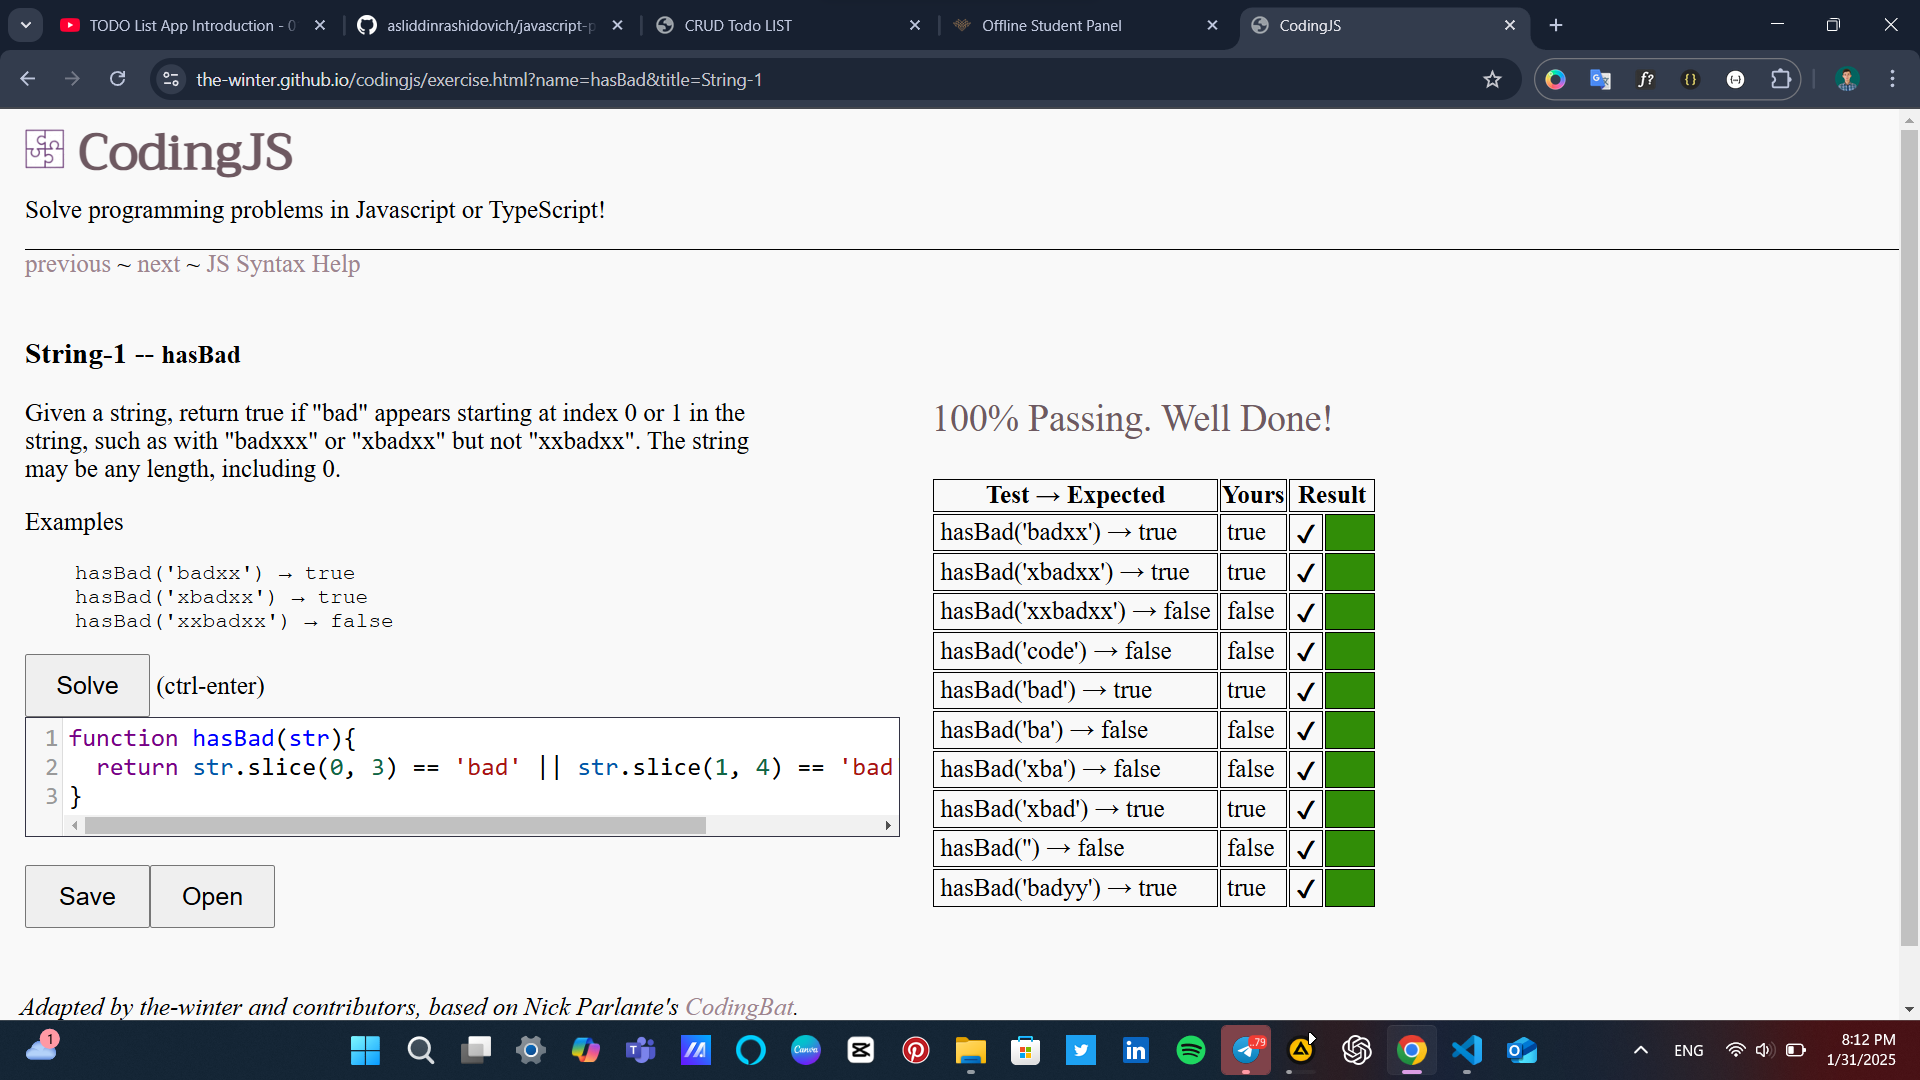 TODO List App Introduction - 0
asliddinrashidovich/javascript-p
CRUD Todo LIST
Offline Student Panel
CodingJS
the-winter.github.io/codingjs/exercise.html?name=hasBad&title=String-1
CodingJS
Solve programming problems in Javascript or TypeScript!
previous ~ next ~ JS Syntax Help
String-1 -- hasBad
Given a string, return true if "bad" appears starting at index 0 or 1 in the
string, such as with "badxxx" or "xbadxx" but not "xxbadxx". The string
may be any length, including 0.
Examples
hasBad('badxx') → true
hasBad('xbadxx') → true
hasBad('xxbadxx') → false
Solve (ctrl-enter)
1 function hasBad(str){
2 return str.slice(0, 3) == 'bad' || str.slice(1, 4) == 'bad
3 }
Save Open
100% Passing. Well Done!
Test → Expected Yours Result
hasBad('badxx') → true true ✔
hasBad('xbadxx') → true true ✔
hasBad('xxbadxx') → false false ✔
hasBad('code') → false false ✔
hasBad('bad') → true true ✔
hasBad('ba') → false false ✔
hasBad('xba') → false false ✔
hasBad('xbad') → true true ✔
hasBad('') → false false ✔
hasBad('badyy') → true true ✔
Adapted by the-winter and contributors, based on Nick Parlante's CodingBat.
1
Canva
79
ENG
8:12 PM
1/31/2025